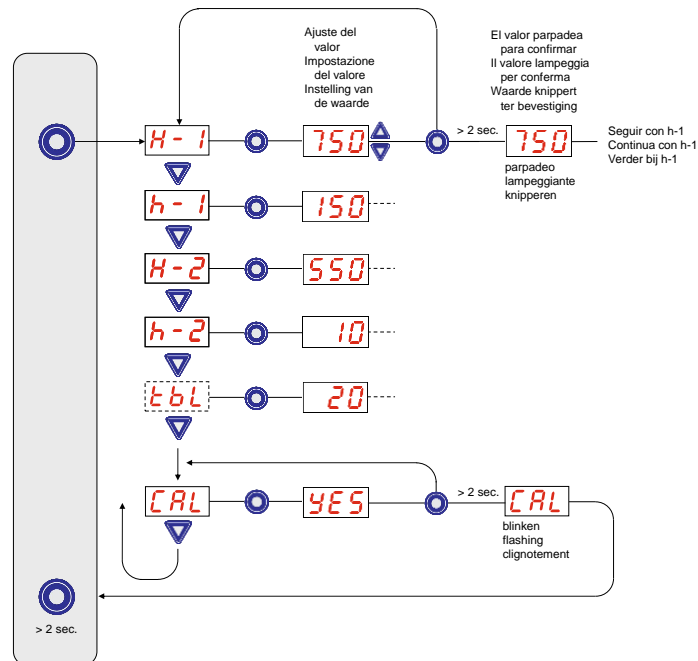 Ajuste del
valor
Impostazione
del valore
Instelling van
de waarde
El valor parpadea
para confirmar
Il valore lampeggia
per conferma
Waarde knippert
ter bevestiging
H-1
750
> 2 sec.
750
Seguir con h-1
Continua con h-1
Verder bij h-1
parpadeo
lampeggiante
knipperen
h-1
150
H-2
550
h-2
10
tbL
20
CAL
YES
> 2 sec.
CAL
blinken
flashing
clignotement
> 2 sec.